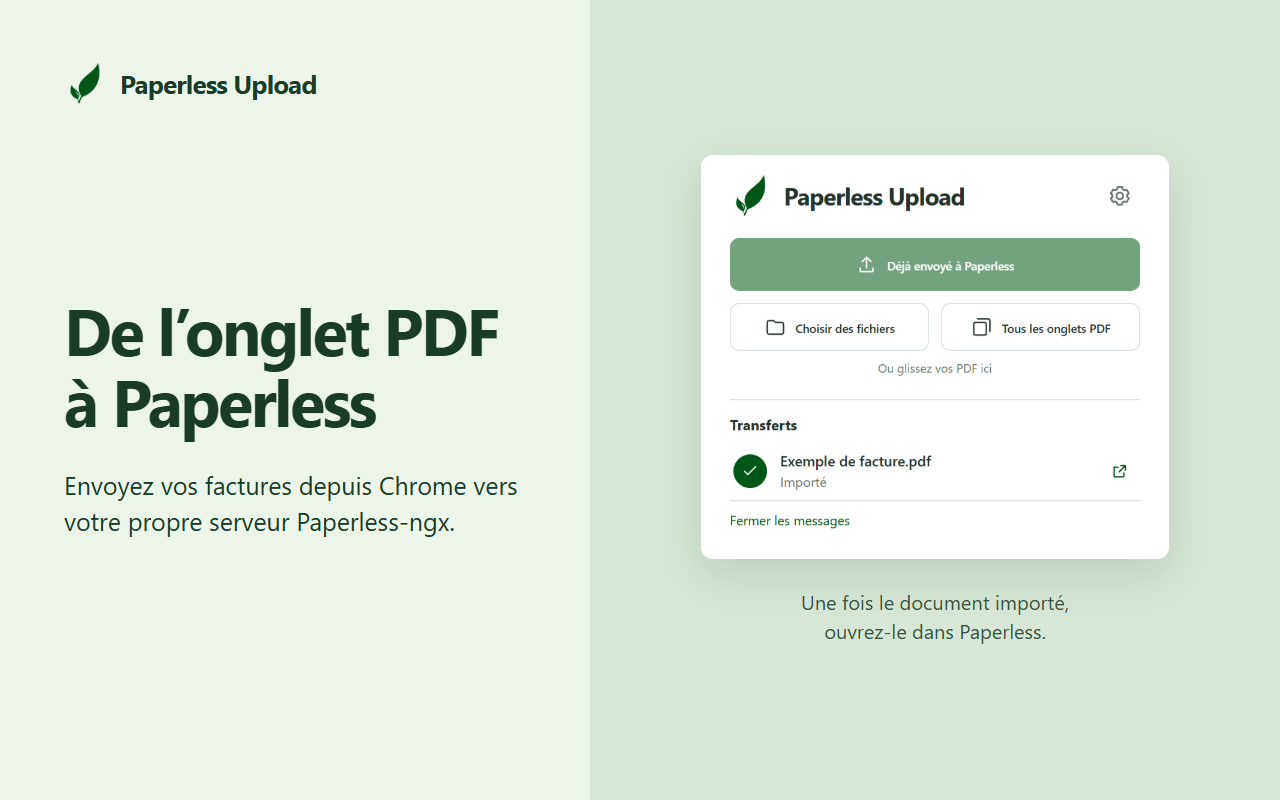 Paperless Upload
De l’onglet PDF
à Paperless
Envoyez vos factures depuis Chrome vers
votre propre serveur Paperless-ngx.
Paperless Upload
Déjà envoyé à Paperless
Choisir des fichiers
Tous les onglets PDF
Ou glissez vos PDF ici
Transferts
Exemple de facture.pdf
Importé
Fermer les messages
Une fois le document importé,
ouvrez-le dans Paperless.